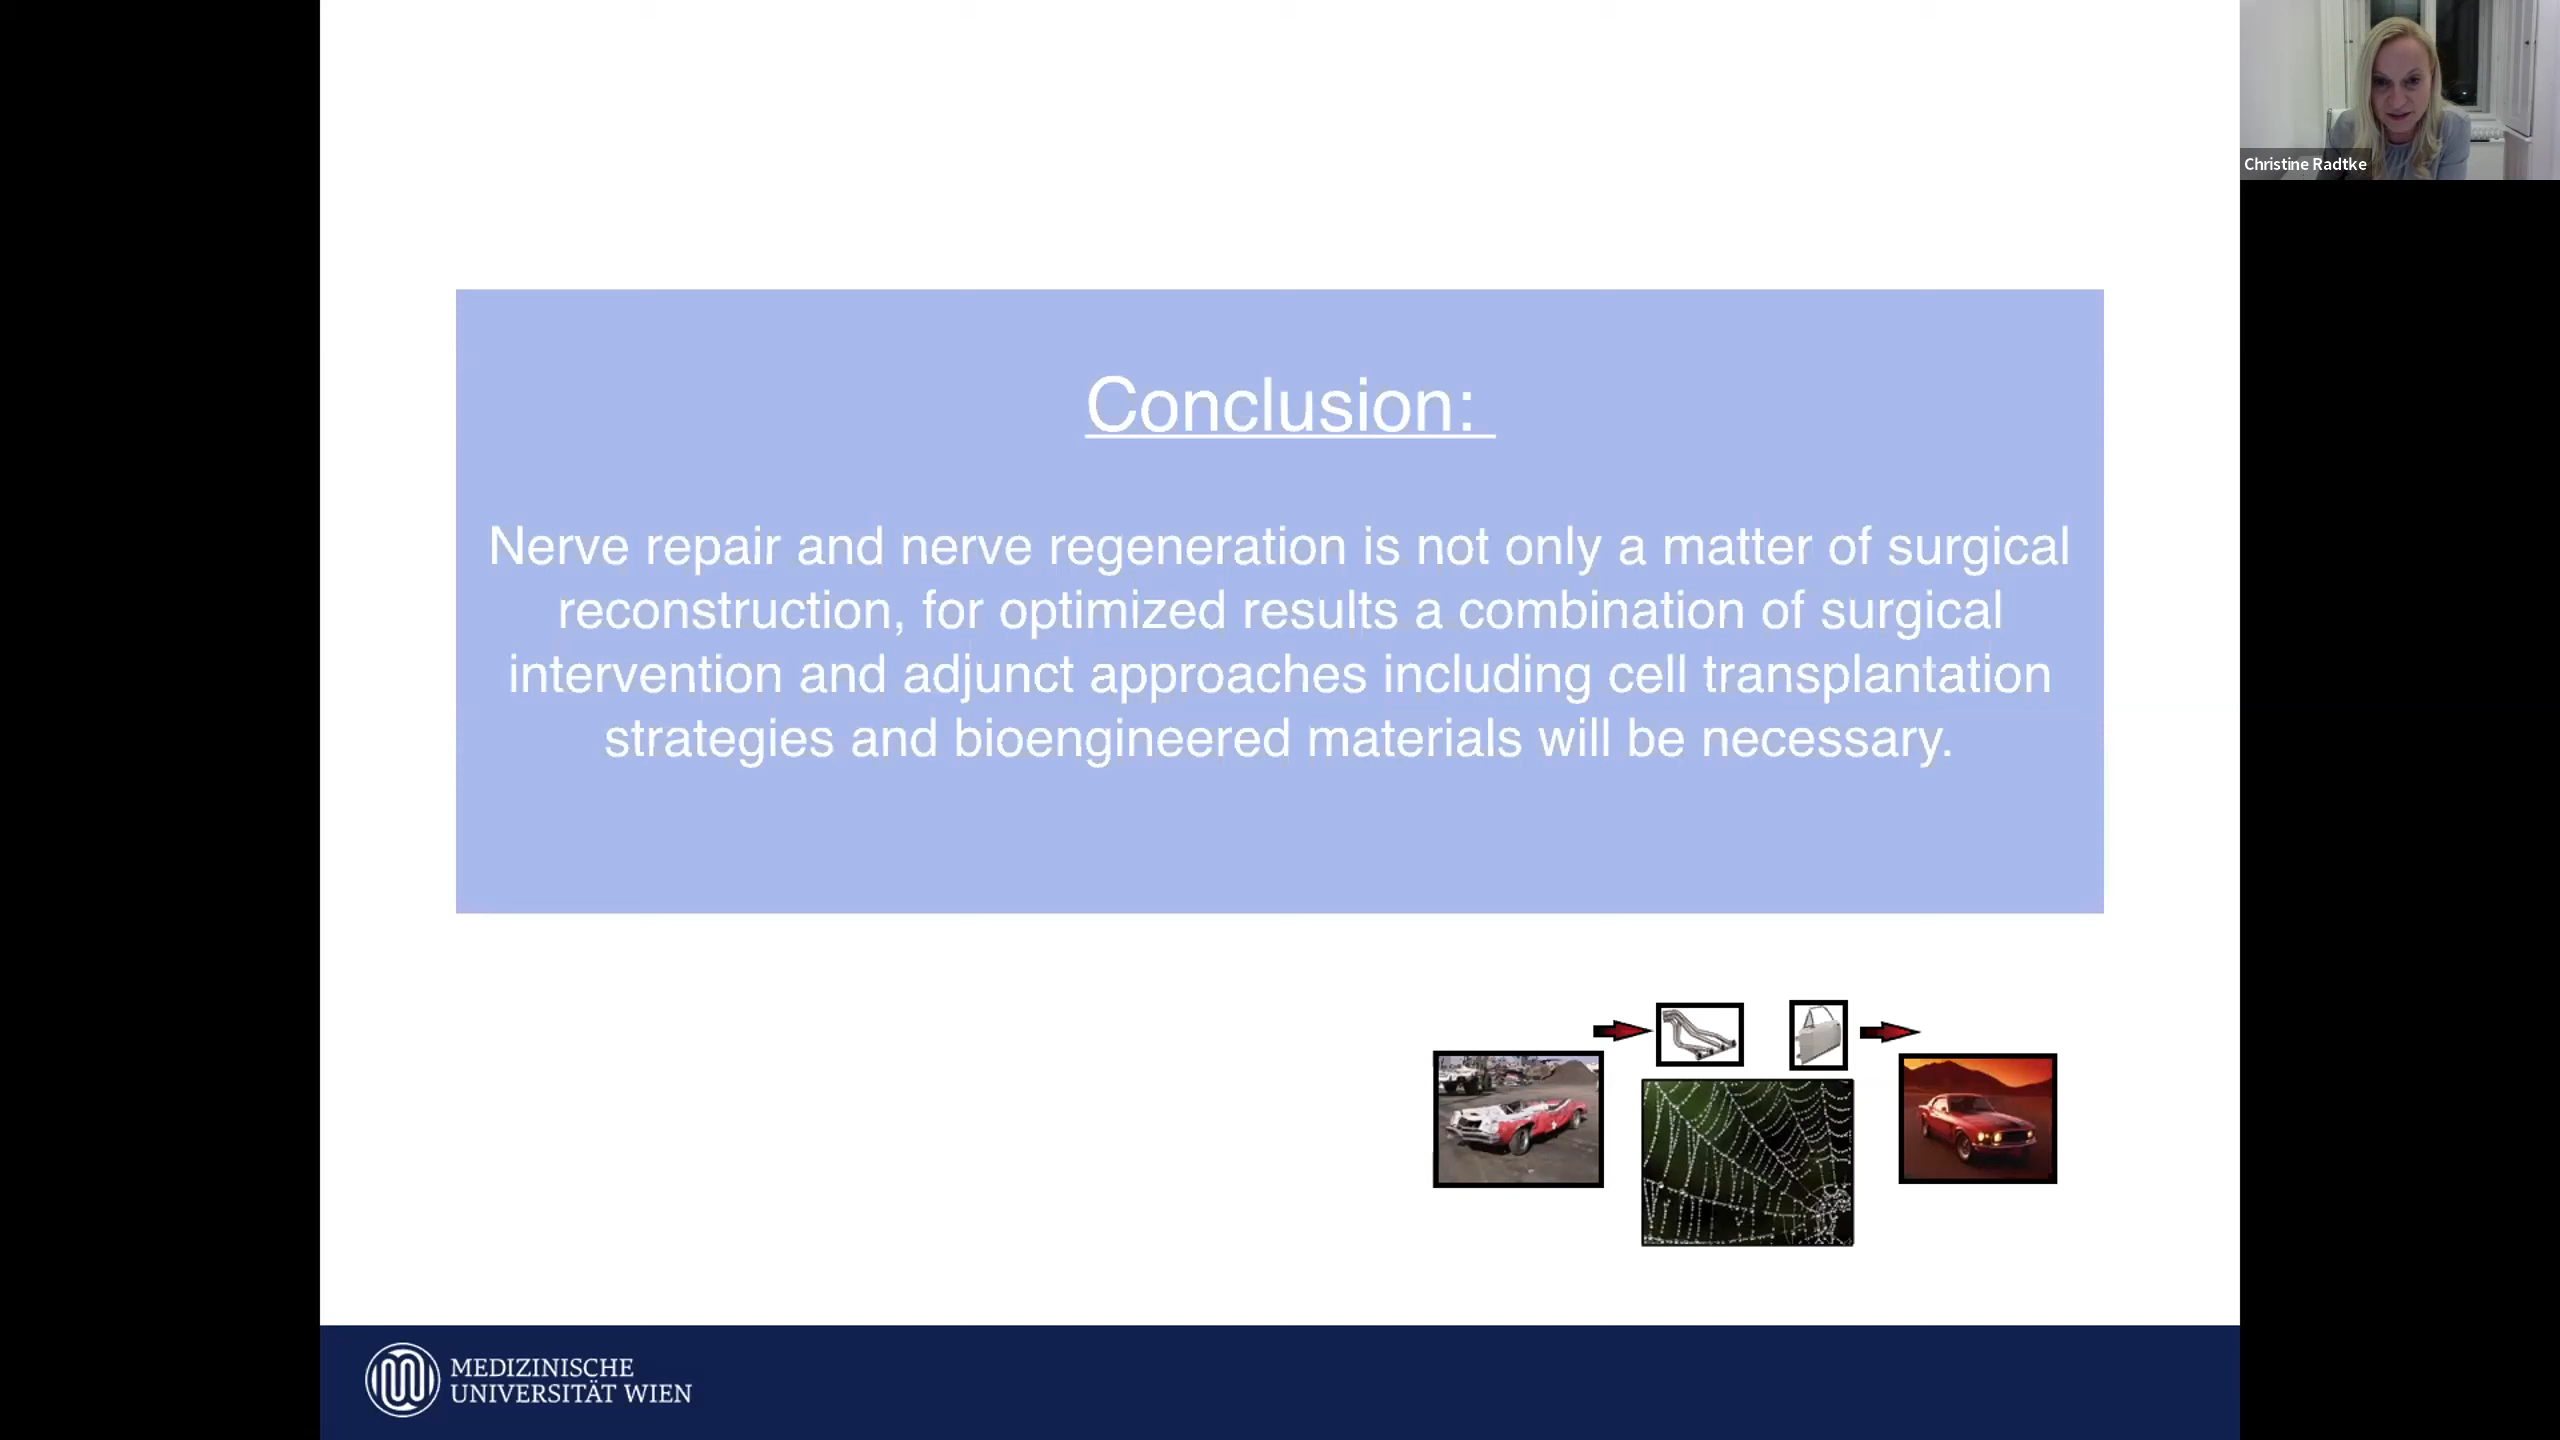 Christine Radtke
Conclusion:
Nerve repair and nerve regeneration is not only a matter of surgical
reconstruction, for optimized results a combination of surgical
intervention and adjunct approaches including cell transplantation
strategies and bioengineered materials will be necessary.
MEDIZINISCHE
UNIVERSITÄT WIEN